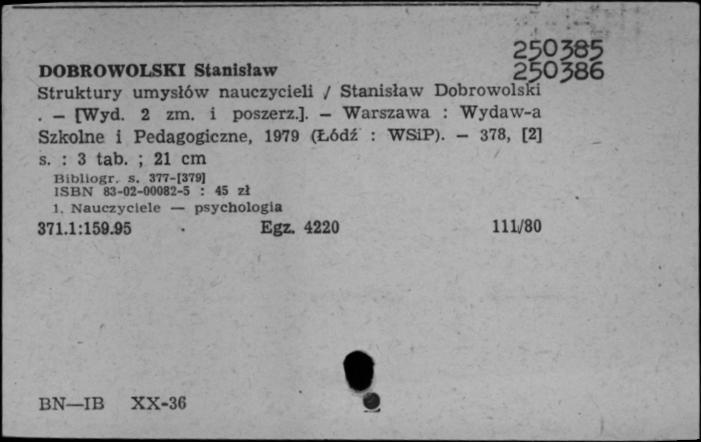 250385
DOBROWOLSKI Stanisław 250386
Struktury umysłów nauczycieli / Stanisław Dobrowolski
. — [Wyd. 2 zm. i poszerz.]. — Warszawa : Wydaw-a
Szkolne i Pedagogiczne, 1979 (Łódź : WSiP). — 378, [2]
s. : 3 tab. ; 21 cm
Bibliogr. s. 377-[379]
ISBN 83-02-00082-5 : 45 zł
1. Nauczyciele — psychologia
371.1:159.95 Egz. 4220 111/80
BN—IB XX-36